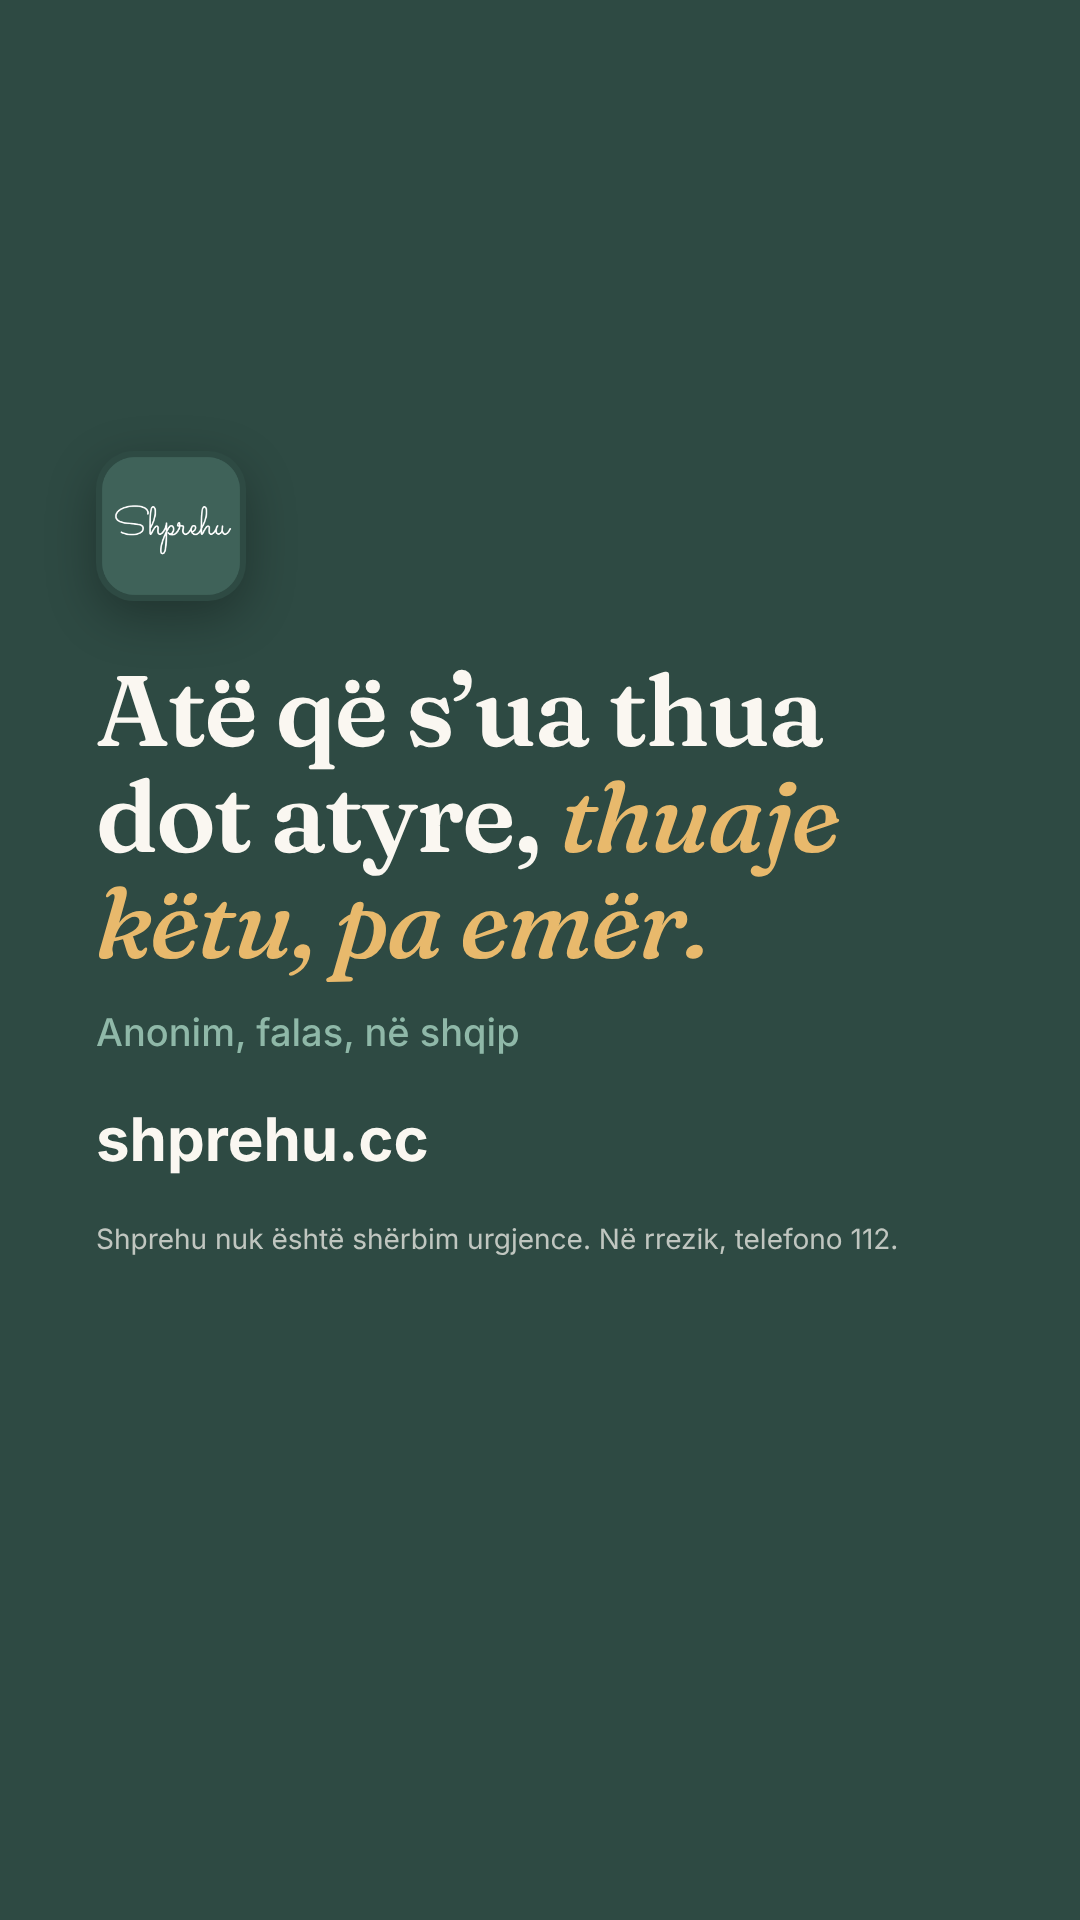 Shprehu
Atë që s’ua thua
dot atyre, thuaje
këtu, pa emër.
Anonim, falas, në shqip
shprehu.cc
Shprehu nuk është shërbim urgjence. Në rrezik, telefono 112.